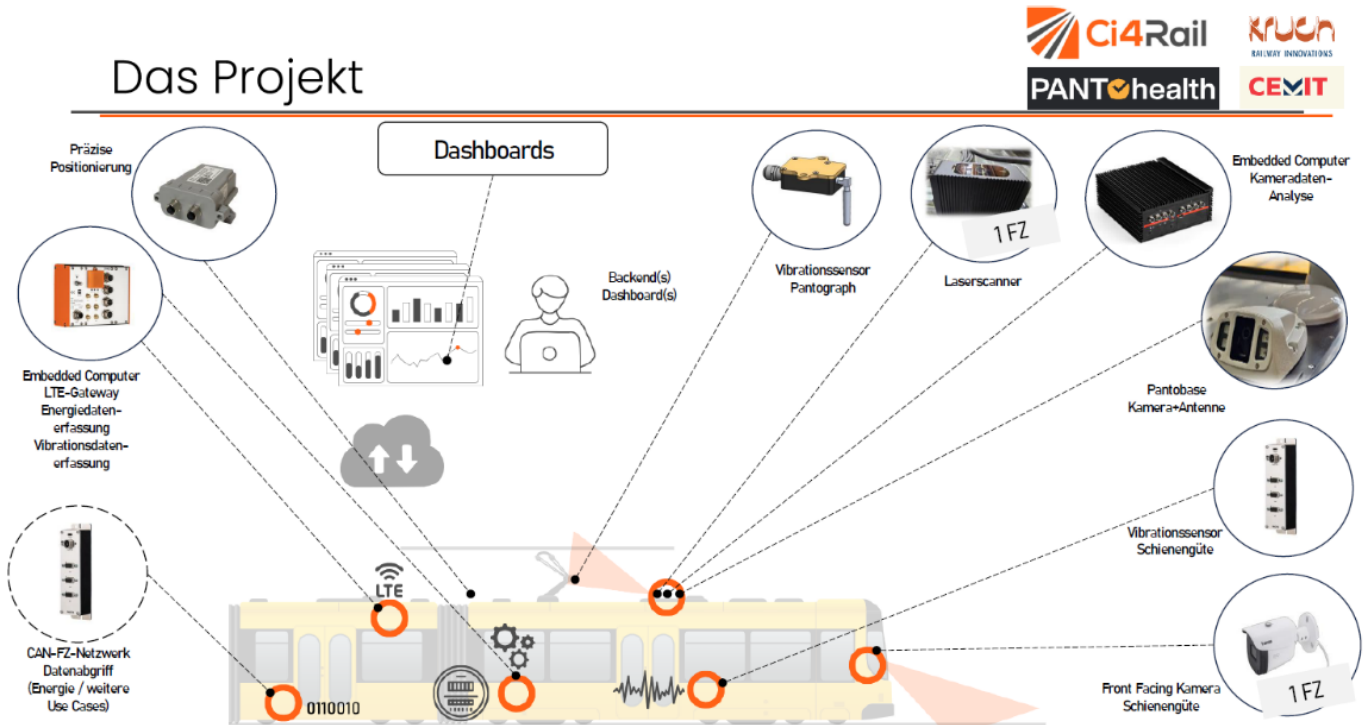 Das Projekt
Ci4Rail
Kruch
RAILWAY INNOVATIONS
PANTOhealth
CEMIT
Präzise
Positionierung
Dashboards
Embedded Computer
Kameradaten-
Analyse
1 FZ
Vibrationssensor
Pantograph
Laserscanner
Backend(s)
Dashboard(s)
Embedded Computer
LTE-Gateway
Energiedaten-
erfassung
Vibrationsdaten-
erfassung
Pantobase
Kamera+Antenne
Vibrationssensor
Schienengüte
LTE
CAN-FZ-Netzwerk
Datenabgriff
(Energie / weitere
Use Cases)
0110010
Front Facing Kamera
Schienengüte
1 FZ